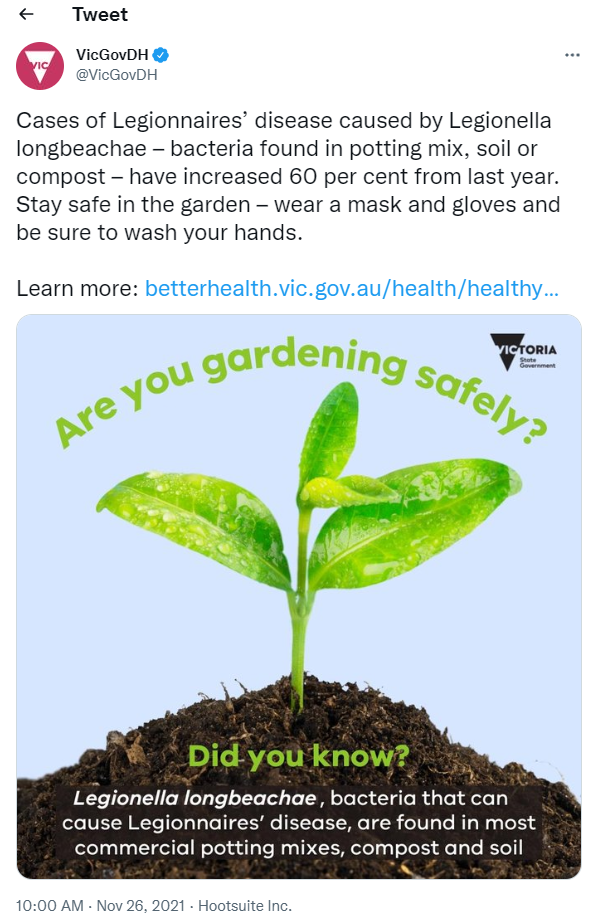 Tweet
VIC
VicGovDH
@VicGovDH
Cases of Legionnaires’ disease caused by Legionella
longbeachae – bacteria found in potting mix, soil or
compost – have increased 60 per cent from last year.
Stay safe in the garden – wear a mask and gloves and
be sure to wash your hands.
Learn more: betterhealth.vic.gov.au/health/healthy…
VICTORIA
State
Government
Are you gardening safely?
Did you know?
Legionella longbeachae, bacteria that can
cause Legionnaires’ disease, are found in most
commercial potting mixes, compost and soil
10:00 AM · Nov 26, 2021 · Hootsuite Inc.